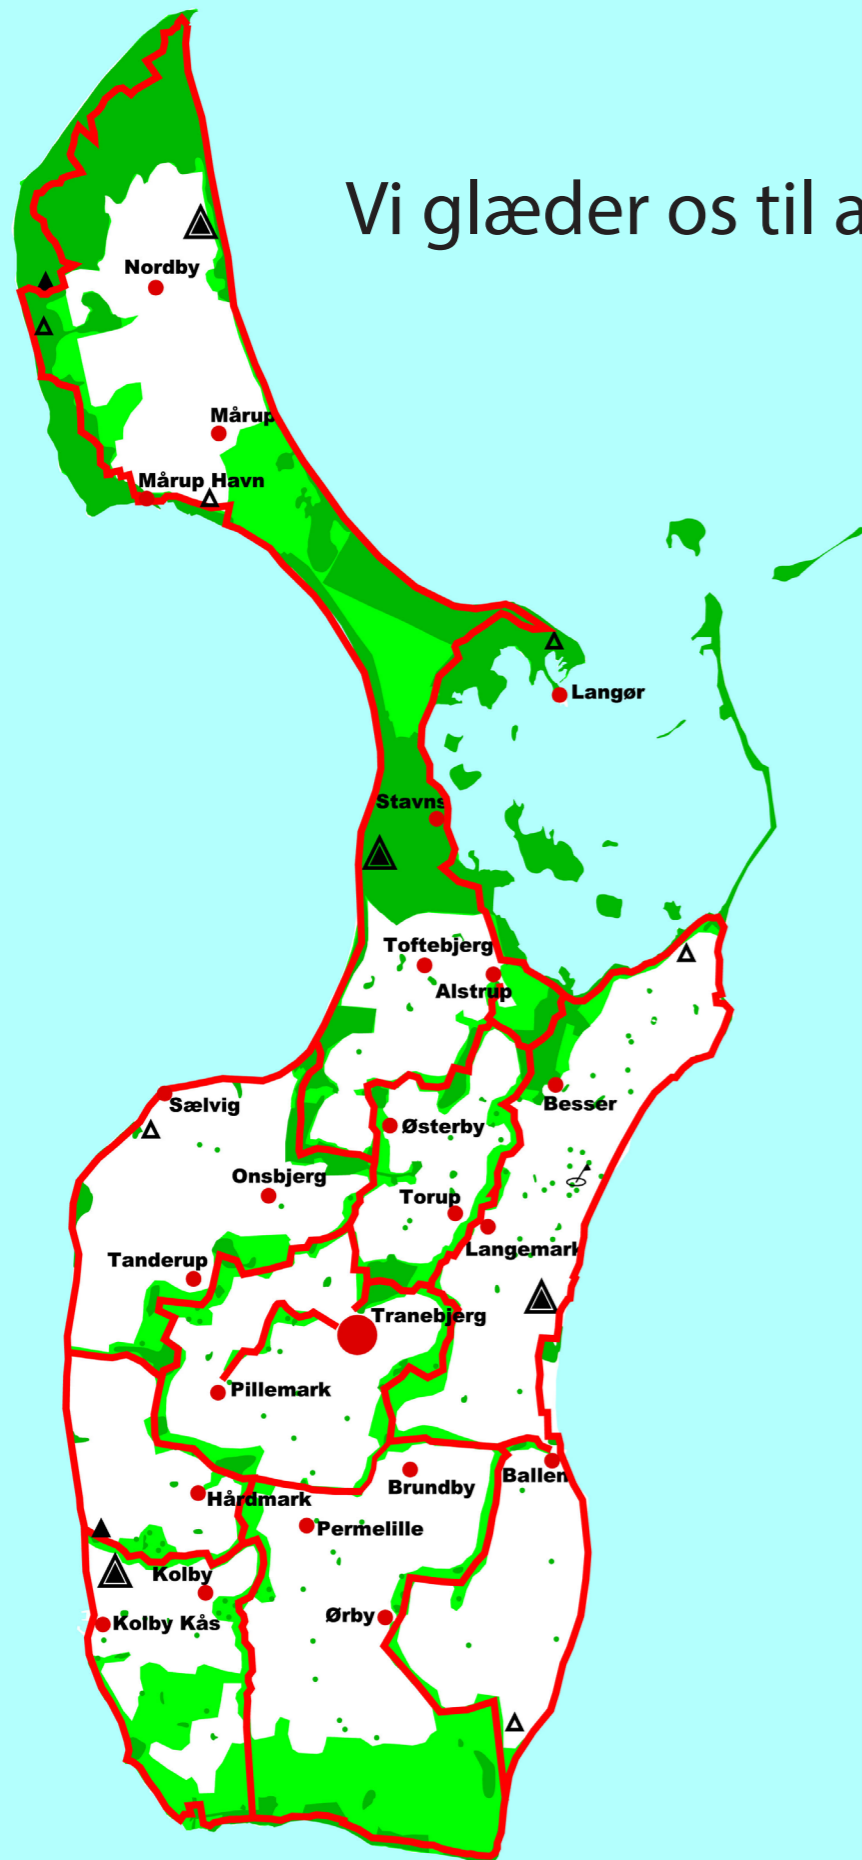 Vi glæder os til a
Nordby
Mårup
Mårup Havn
Langør
Stavns
Toftebjerg
Alstrup
Besser
Sælvig
Østerby
Onsbjerg
Torup
Langemark
Tanderup
Tranebjerg
Pillemark
Brundby
Ballen
Hårdmark
Permelille
Kolby
Ørby
Kolby Kås